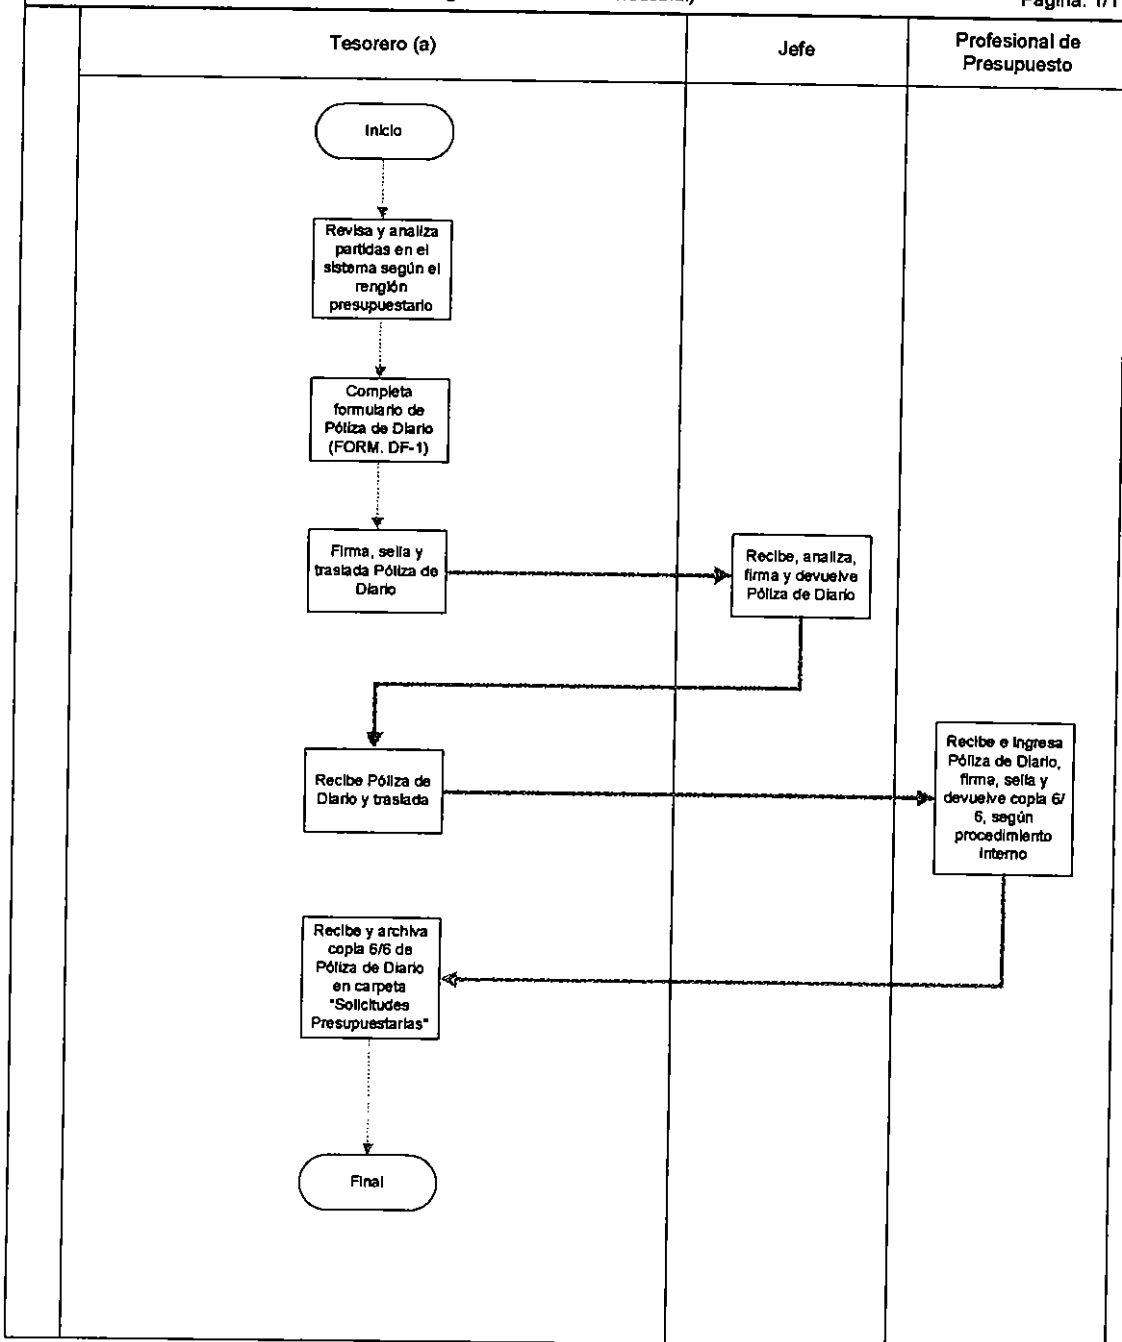 Página: 1/1
Tesorero (a)
Jefe
Profesional de
Presupuesto
Inicio
Revisa y analiza
partidas en el
sistema según el
renglón
presupuestario
Completa
formulario de
Póliza de Diario
(FORM. DF-1)
Firma, sella y
traslada Póliza de
Diario
Recibe, analiza,
firma y devuelve
Póliza de Diario
Recibe Póliza de
Diario y traslada
Recibe e ingresa
Póliza de Diario,
firma, sella y
devuelve copia 6/
6, según
procedimiento
interno
Recibe y archiva
copia 6/6 de
Póliza de Diario
en carpeta
"Solicitudes
Presupuestarias"
Final